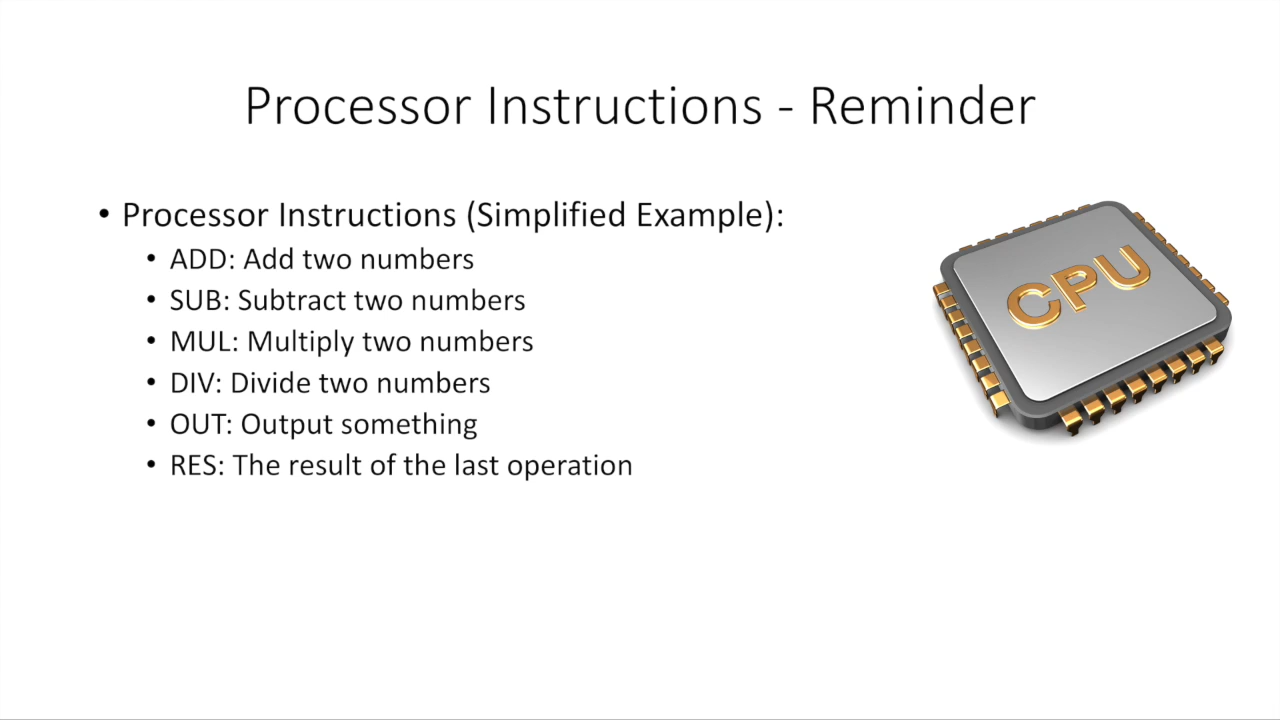 Processor Instructions - Reminder
• Processor Instructions (Simplified Example):
• ADD: Add two numbers
• SUB: Subtract two numbers
• MUL: Multiply two numbers
• DIV: Divide two numbers
• OUT: Output something
• RES: The result of the last operation
CPU